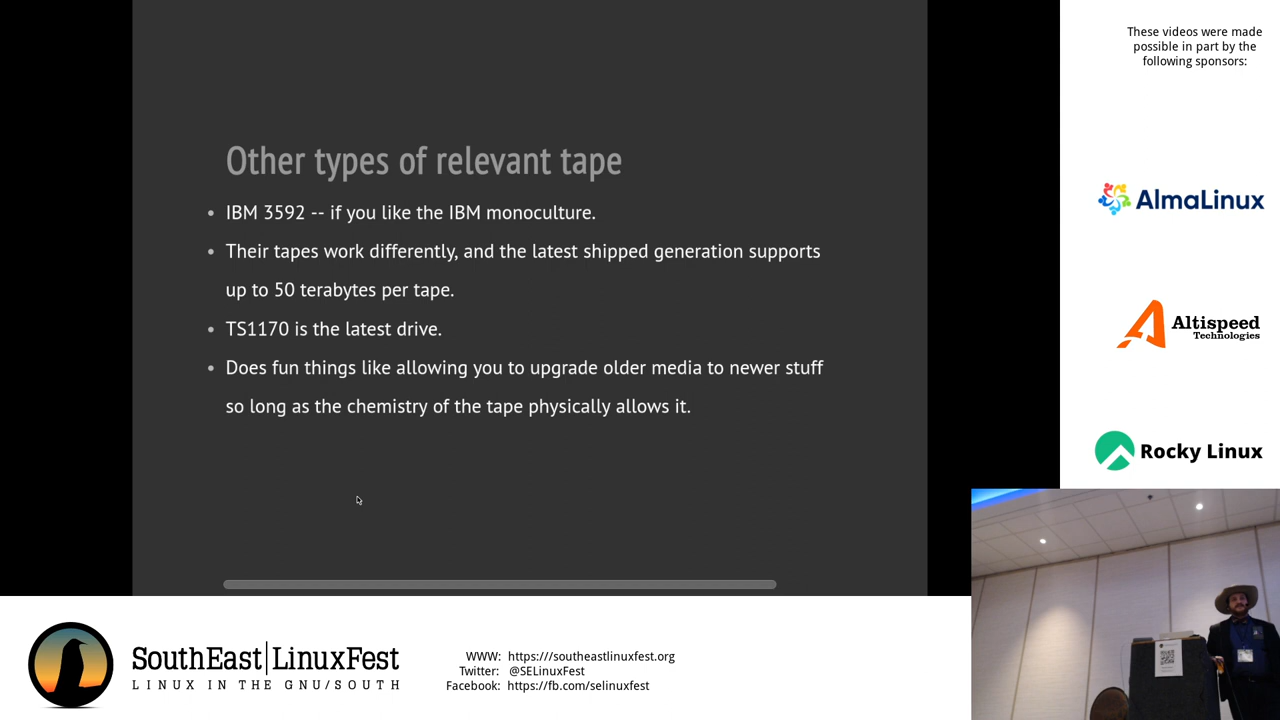 Other types of relevant tape
• IBM 3592 -- if you like the IBM monoculture.
• Their tapes work differently, and the latest shipped generation supports
up to 50 terabytes per tape.
• TS1170 is the latest drive.
• Does fun things like allowing you to upgrade older media to newer stuff
so long as the chemistry of the tape physically allows it.
These videos were made
possible in part by the
following sponsors:
AlmaLinux
Altispeed
Technologies
Rocky Linux
SouthEast|LinuxFest
LINUX IN THE GNU/SOUTH
WWW: https:///southeastlinuxfest.org
Twitter: @SELinuxFest
Facebook: https://fb.com/selinuxfest